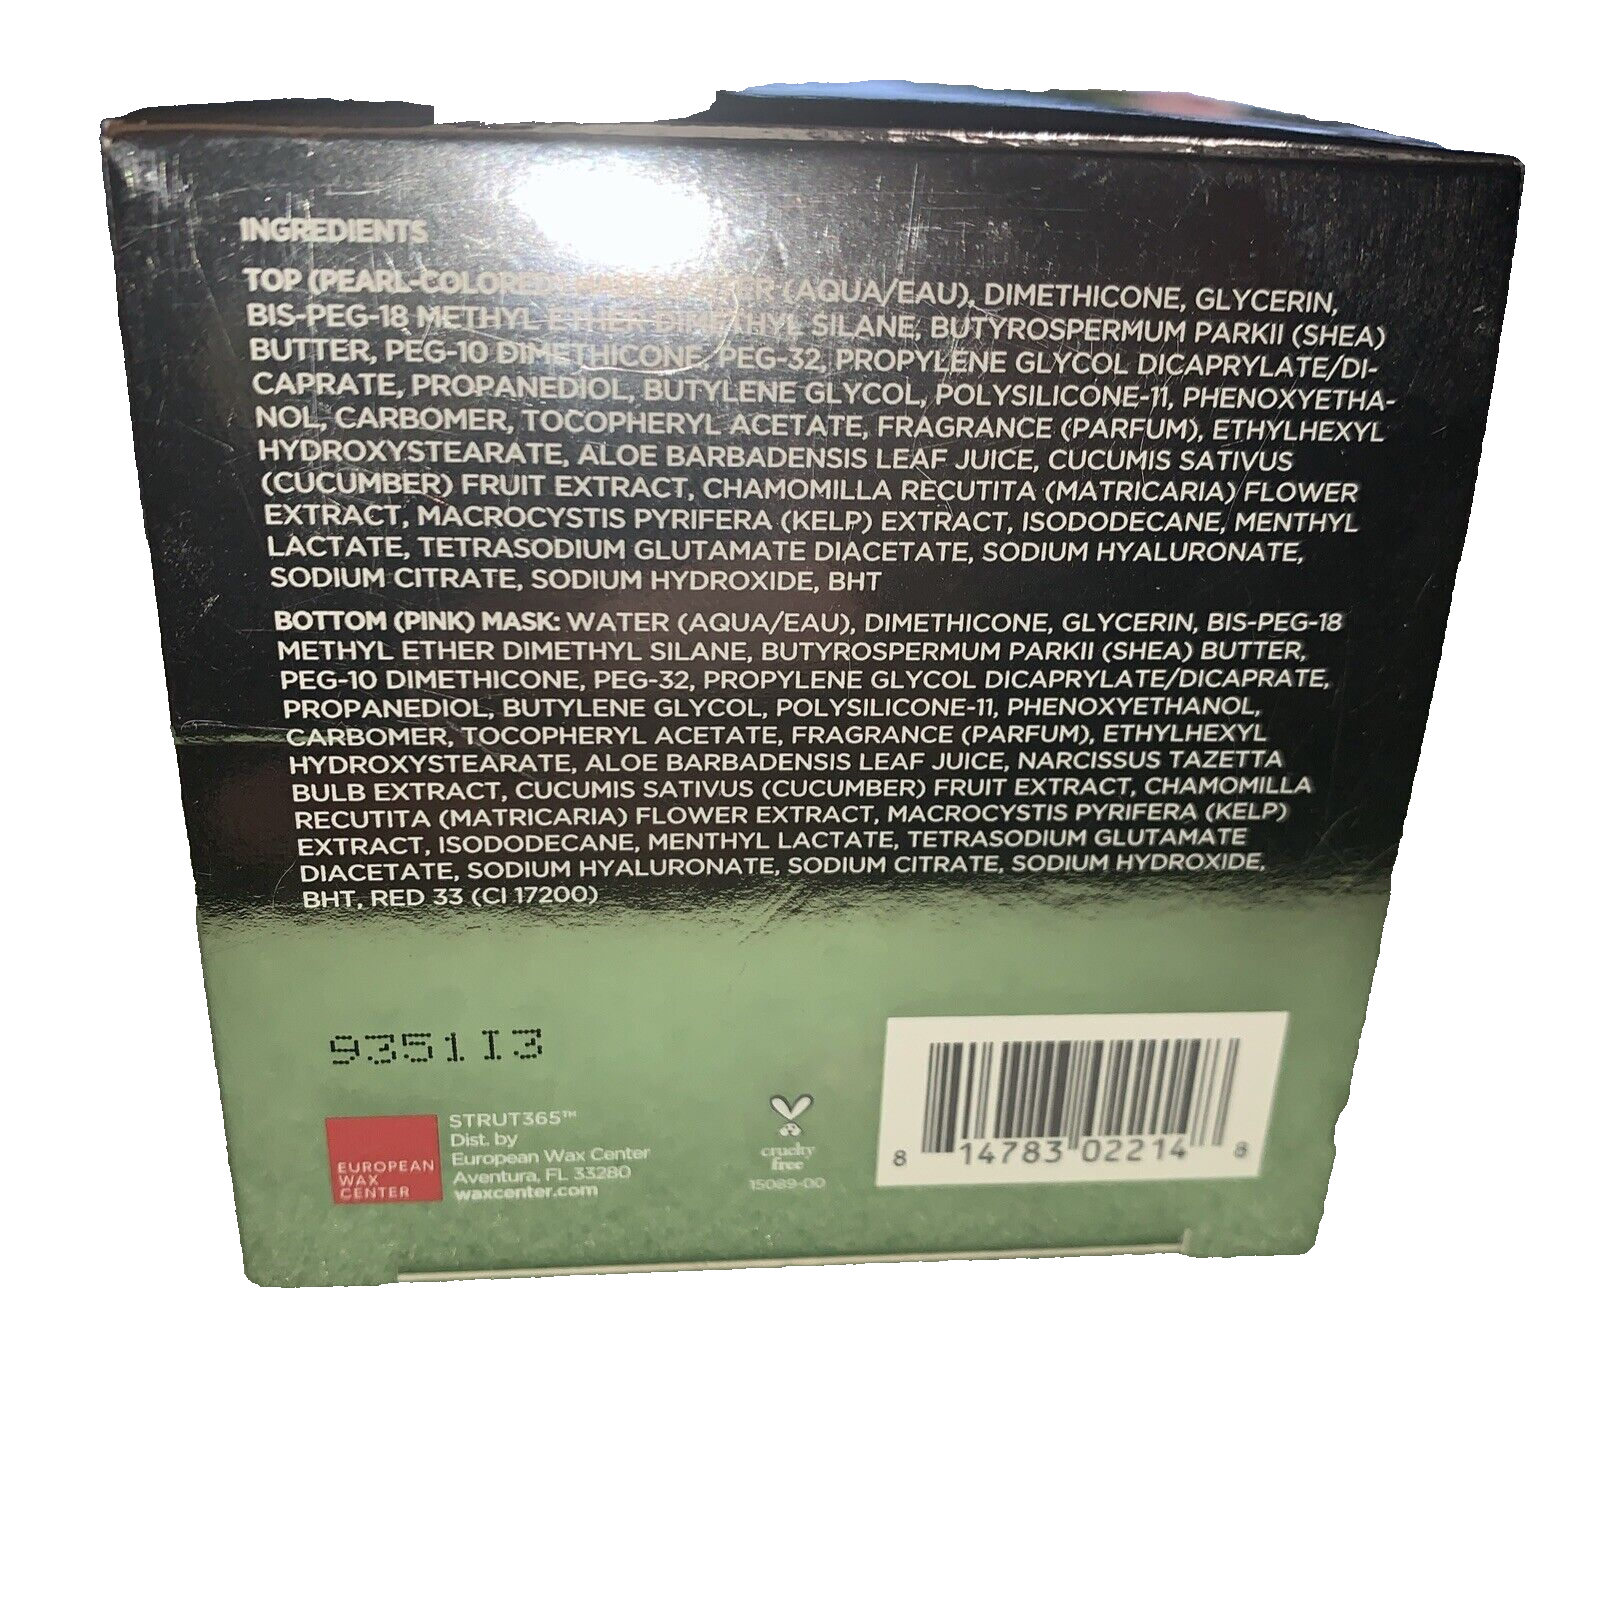 INGREDIENTS
TOP (PEARL-COLORED) MASK: WATER (AQUA/EAU), DIMETHICONE, GLYCERIN,
BIS-PEG-18 METHYL ETHER DIMETHYL SILANE, BUTYROSPERMUM PARKII (SHEA)
BUTTER, PEG-10 DIMETHICONE, PEG-32, PROPYLENE GLYCOL DICAPRYLATE/DI-
CAPRATE, PROPANEDIOL, BUTYLENE GLYCOL, POLYSILICONE-11, PHENOXYETHA-
NOL, CARBOMER, TOCOPHERYL ACETATE, FRAGRANCE (PARFUM), ETHYLHEXYL
HYDROXYSTEARATE, ALOE BARBADENSIS LEAF JUICE, CUCUMIS SATIVUS
(CUCUMBER) FRUIT EXTRACT, CHAMOMILLA RECUTITA (MATRICARIA) FLOWER
EXTRACT, MACROCYSTIS PYRIFERA (KELP) EXTRACT, ISODODECANE, MENTHYL
LACTATE, TETRASODIUM GLUTAMATE DIACETATE, SODIUM HYALURONATE,
SODIUM CITRATE, SODIUM HYDROXIDE, BHT
BOTTOM (PINK) MASK: WATER (AQUA/EAU), DIMETHICONE, GLYCERIN, BIS-PEG-18
METHYL ETHER DIMETHYL SILANE, BUTYROSPERMUM PARKII (SHEA) BUTTER,
PEG-10 DIMETHICONE, PEG-32, PROPYLENE GLYCOL DICAPRYLATE/DICAPRATE,
PROPANEDIOL, BUTYLENE GLYCOL, POLYSILICONE-11, PHENOXYETHANOL,
CARBOMER, TOCOPHERYL ACETATE, FRAGRANCE (PARFUM), ETHYLHEXYL
HYDROXYSTEARATE, ALOE BARBADENSIS LEAF JUICE, NARCISSUS TAZETTA
BULB EXTRACT, CUCUMIS SATIVUS (CUCUMBER) FRUIT EXTRACT, CHAMOMILLA
RECUTITA (MATRICARIA) FLOWER EXTRACT, MACROCYSTIS PYRIFERA (KELP)
EXTRACT, ISODODECANE, MENTHYL LACTATE, TETRASODIUM GLUTAMATE
DIACETATE, SODIUM HYALURONATE, SODIUM CITRATE, SODIUM HYDROXIDE,
BHT, RED 33 (CI 17200)
9351I3
EUROPEAN
WAX
CENTER
STRUT365™
Dist. by
European Wax Center
Aventura, FL 33280
waxcenter.com
cruelty
free
15089-00
8 14783 02214 8